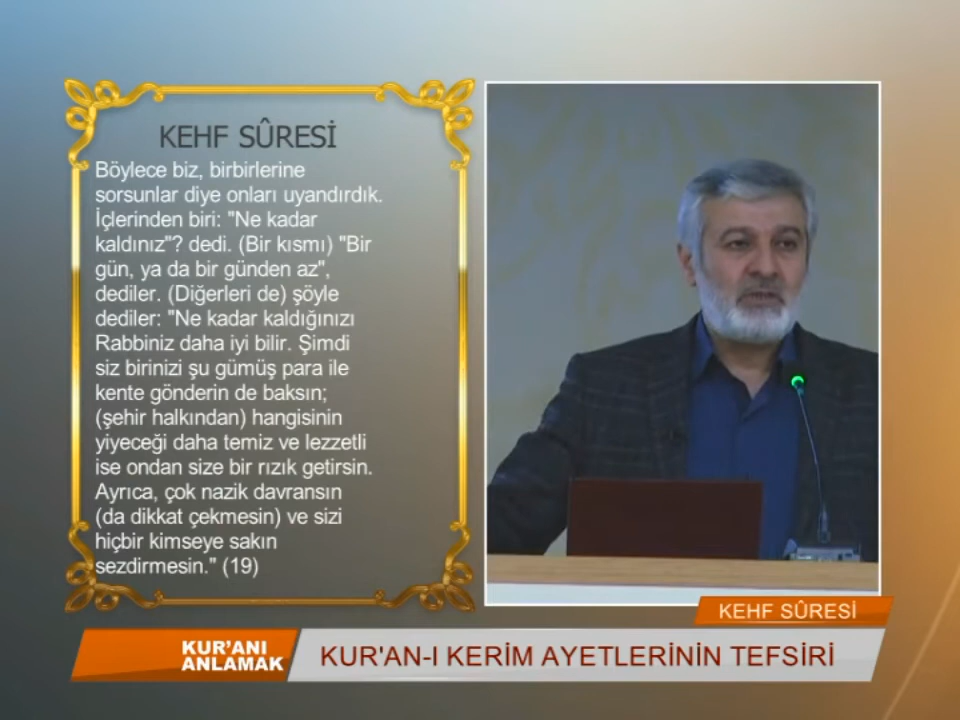 KEHF SÛRESİ
Böylece biz, birbirlerine
sorsunlar diye onları uyandırdık.
İçlerinden biri: "Ne kadar
kaldınız"? dedi. (Bir kısmı) "Bir
gün, ya da bir günden az",
dediler. (Diğerleri de) şöyle
dediler: "Ne kadar kaldığınızı
Rabbiniz daha iyi bilir. Şimdi
siz birinizi şu gümüş para ile
kente gönderin de baksın;
(şehir halkından) hangisinin
yiyeceği daha temiz ve lezzetli
ise ondan size bir rızık getirsin.
Ayrıca, çok nazik davransın
(da dikkat çekmesin) ve sizi
hiçbir kimseye sakın
sezdirmesin." (19)
KEHF SÛRESİ
KUR'ANI
ANLAMAK
KUR'AN-I KERİM AYETLERİNİN TEFSİRİ